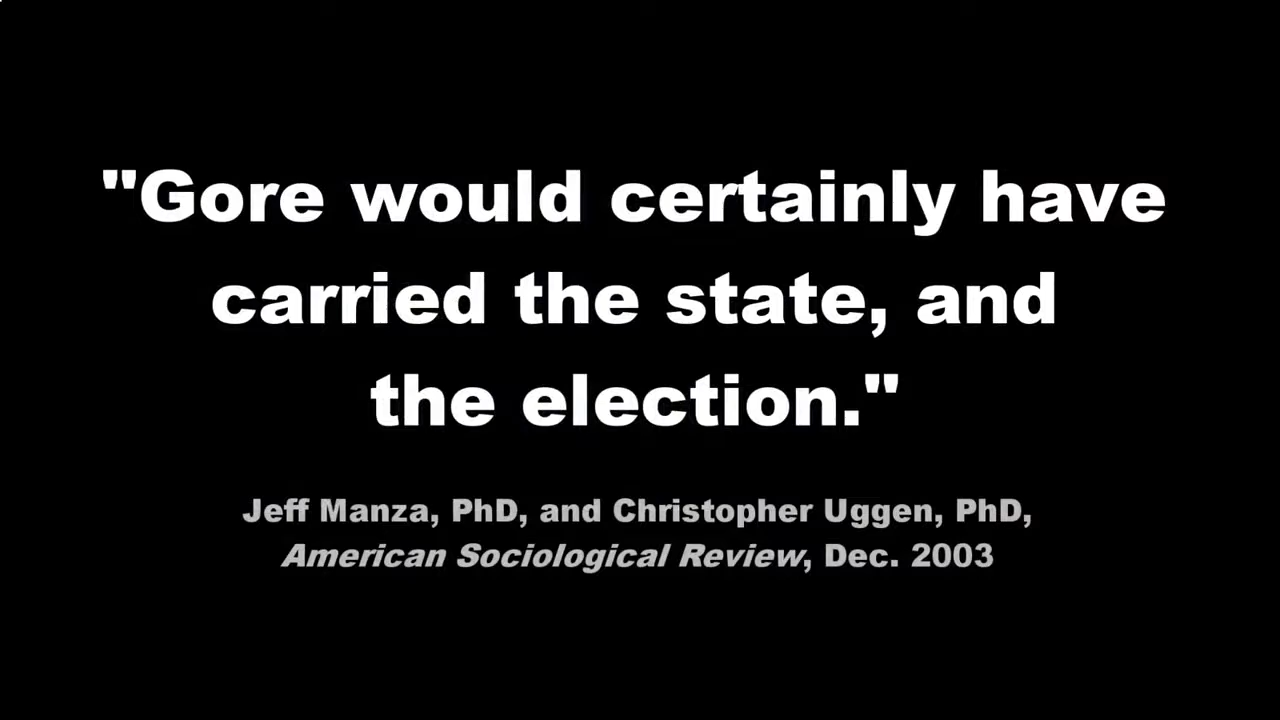 "Gore would certainly have
carried the state, and
the election."
Jeff Manza, PhD, and Christopher Uggen, PhD,
American Sociological Review, Dec. 2003